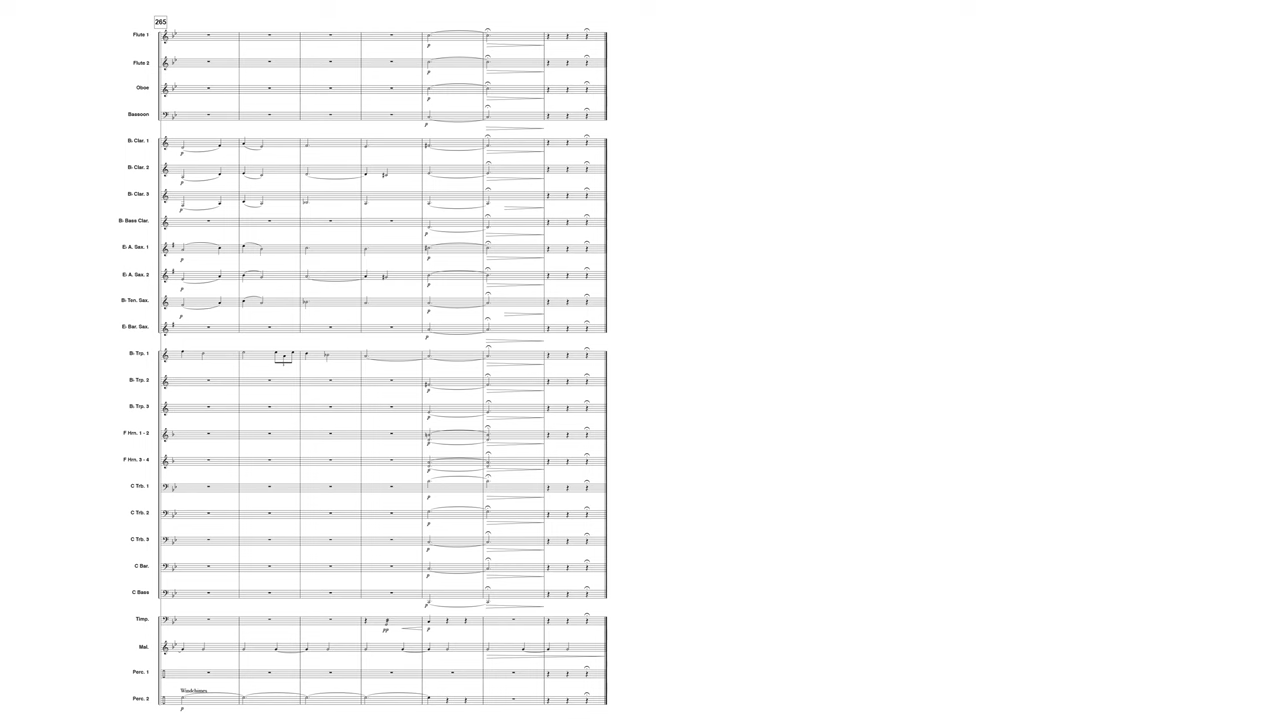 265
Flute 1
p
Flute 2
p
Oboe
p
Bassoon
p
B♭ Clar. 1
p
p
B♭ Clar. 2
p
p
B♭ Clar. 3
p
p
B♭ Bass Clar.
p
E♭ A. Sax. 1
p
p
E♭ A. Sax. 2
p
p
B♭ Ten. Sax.
p
p
E♭ Bar. Sax.
p
B♭ Trp. 1
3
B♭ Trp. 2
p
B♭ Trp. 3
p
F Hrn. 1 - 2
p
F Hrn. 3 - 4
p
C Trb. 1
p
C Trb. 2
p
C Trb. 3
p
C Bar.
p
C Bass
p
Timp.
pp
p
Mal.
Perc. 1
Windchimes
Perc. 2
p